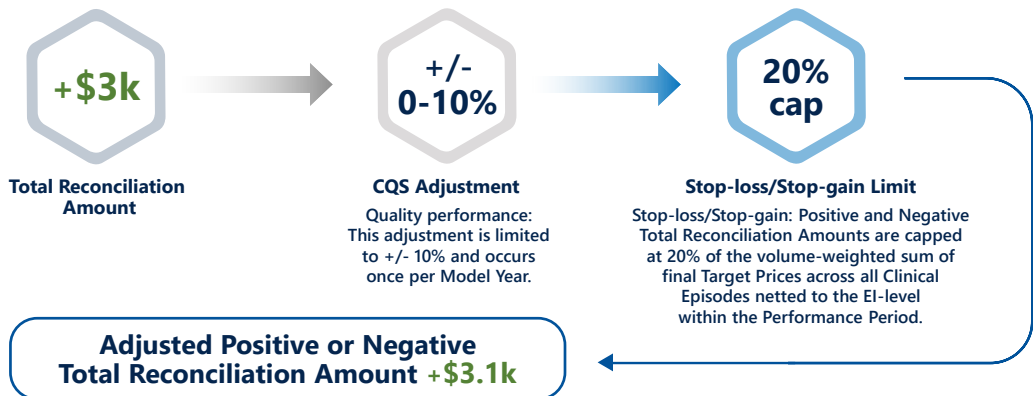 +$3k
+/-
0-10%
20%
cap
Total Reconciliation
Amount
CQS Adjustment
Quality performance:
This adjustment is limited
to +/- 10% and occurs
once per Model Year.
Stop-loss/Stop-gain Limit
Stop-loss/Stop-gain: Positive and Negative
Total Reconciliation Amounts are capped
at 20% of the volume-weighted sum of
final Target Prices across all Clinical
Episodes netted to the EI-level
within the Performance Period.
Adjusted Positive or Negative
Total Reconciliation Amount +$3.1k